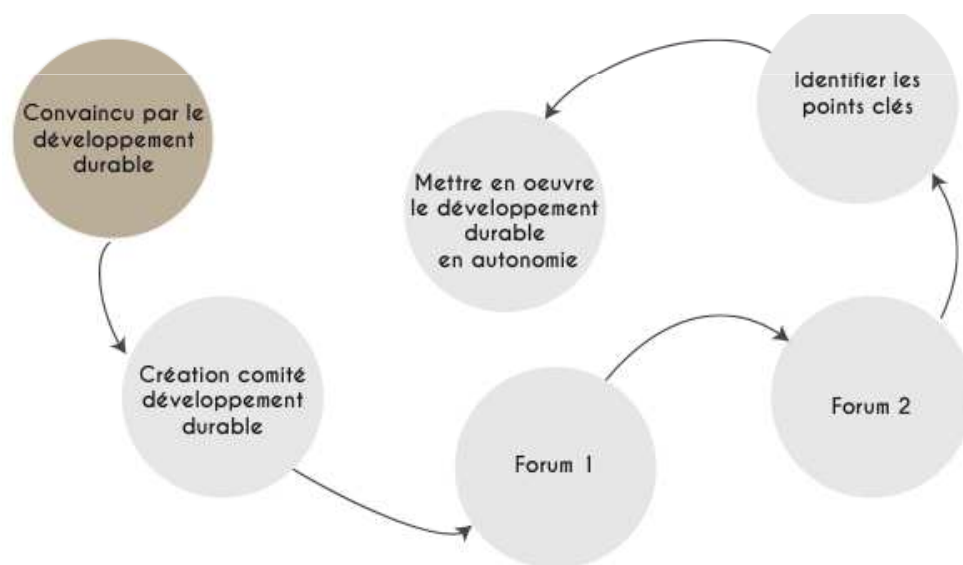 Convaincu par le
développement
durable
Création comité
développement
durable
Forum 1
Forum 2
Identifier les
points clés
Mettre en oeuvre
le développement
durable
en autonomie